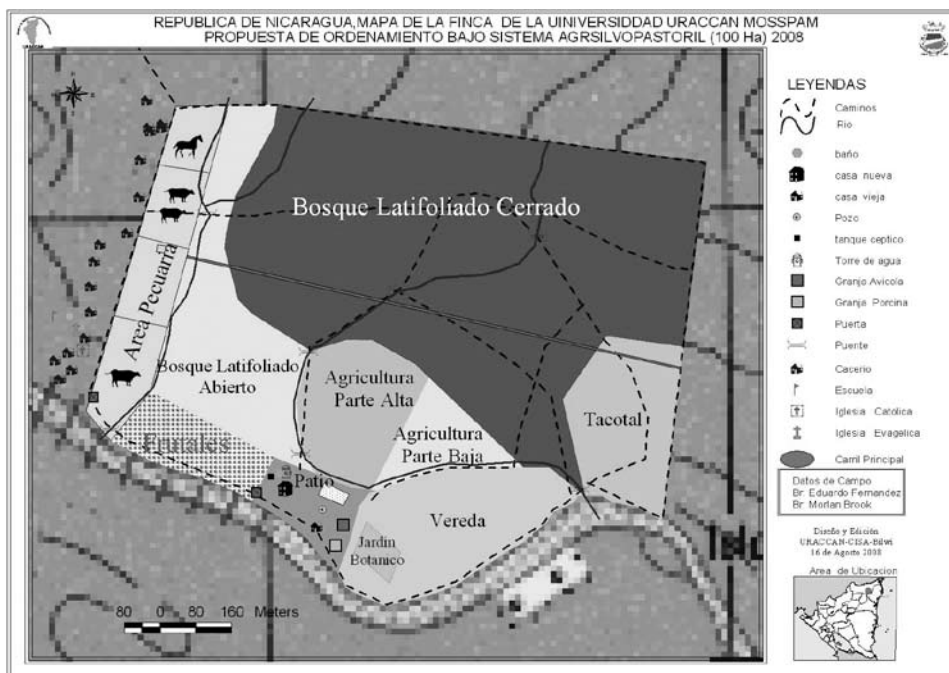 REPUBLICA DE NICARAGUA,MAPA DE LA FINCA DE LA UINIVERSIDDAD URACCAN MOSSPAM
PROPUESTA DE ORDENAMIENTO BAJO SISTEMA AGRSILVOPASTORIL (100 Ha) 2008
URACCAN
Bosque Latifoliado Cerrado
Area Pecuaria
Bosque Latifoliado
Abierto
Agricultura
Parte Alta
Agricultura
Parte Baja
Tacotal
Frutales
Patio
Vereda
Jardin
Botanico
80 0 80 160 Meters
LEYENDAS
Caminos
Rio
baño
casa nueva
casa vieja
Pozo
tanque ceptico
Torre de agua
Granja Avicola
Granja Porcina
Puerta
Puente
Cacerio
Escuela
Iglesia Catolica
Iglesia Evagelica
Carril Principal
Datos de Campo
Br. Eduardo Fernandez
Br. Morlan Brook
Diseño y Edición
URACCAN-CISA-Bilwi
16 de Agosto 2008
Area de Ubicacion